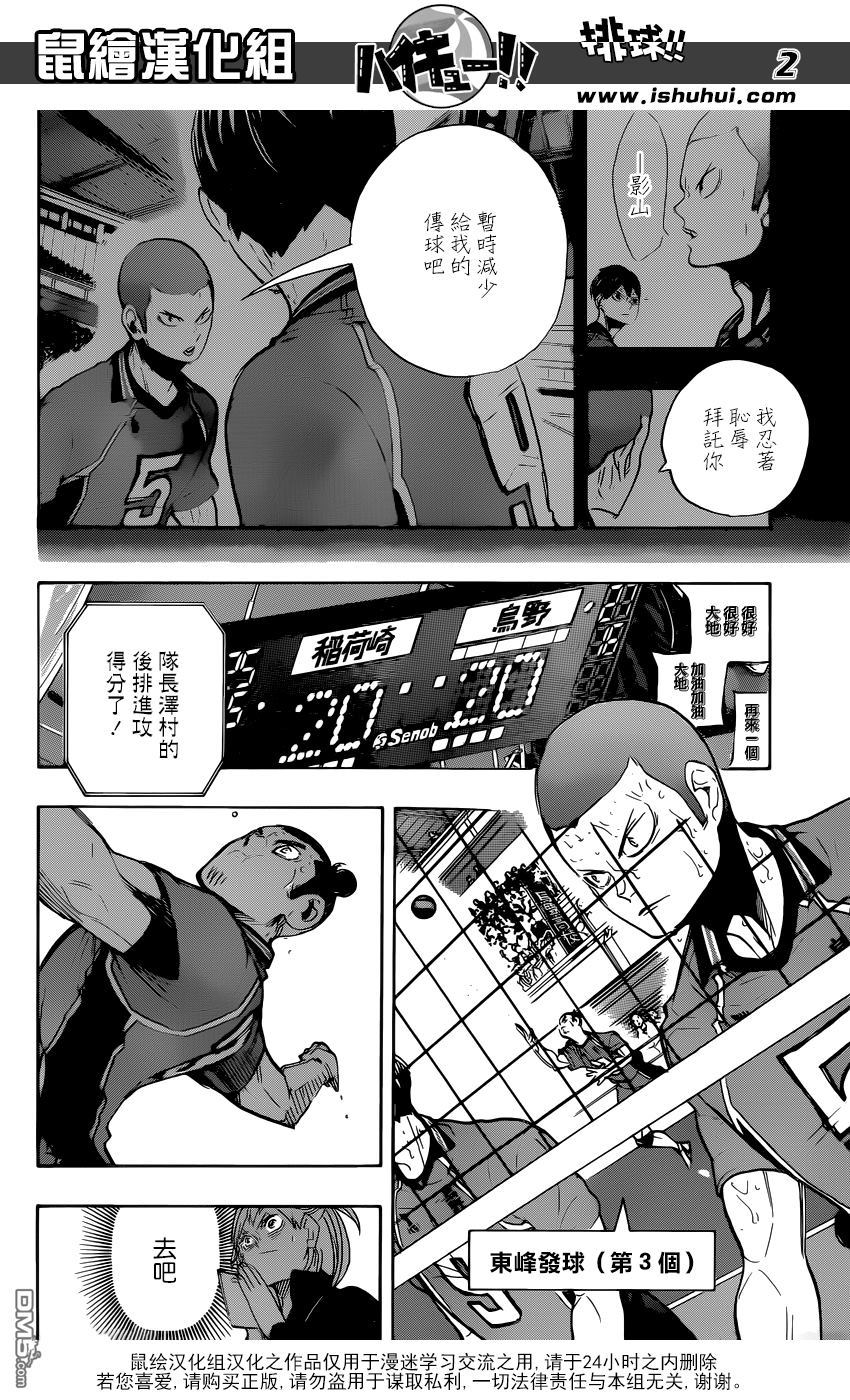 鼠繪漢化組
ハイキュー!!
排球!!
2
www.ishuhui.com
一影山
暫時減少
給我的
傳球吧
我忍著
恥辱
拜託你
很好
很好
大地
加油加油
大地
再來一個
烏野
稲荷崎
20 20
Senoh
隊長澤村的
後排進攻
得分了!
5
東峰發球(第3個)
去吧
DM5
鼠绘汉化组汉化之作品仅用于漫迷学习交流之用,请于24小时之内删除
若您喜爱,请购买正版,请勿用于谋取私利,一切法律责任与本组无关,谢谢。